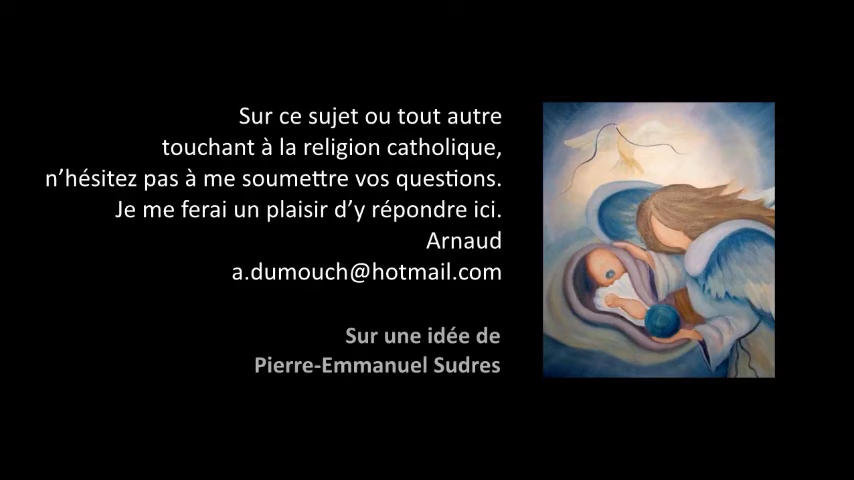 Sur ce sujet ou tout autre
touchant à la religion catholique,
n’hésitez pas à me soumettre vos questions.
Je me ferai un plaisir d’y répondre ici.
Arnaud
a.dumouch@hotmail.com
Sur une idée de
Pierre-Emmanuel Sudres